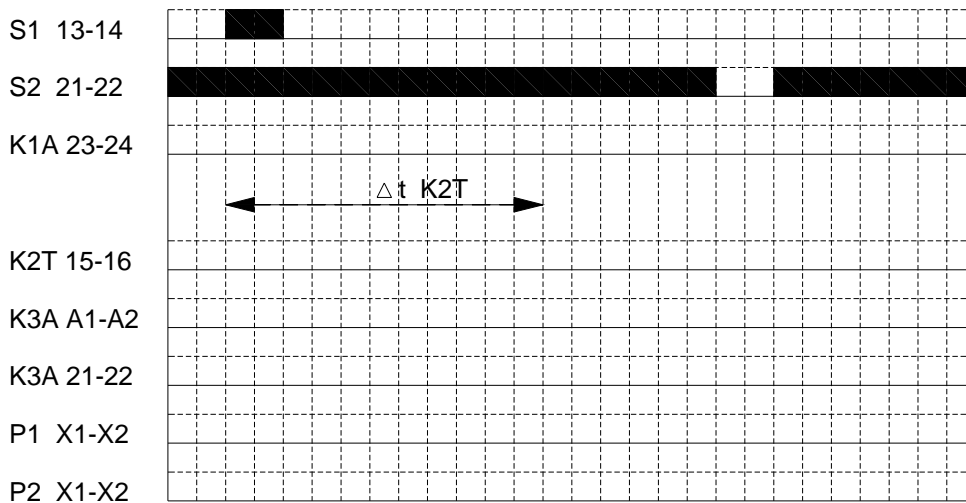 S1 13-14
S2 21-22
K1A 23-24
△t K2T
K2T 15-16
K3A A1-A2
K3A 21-22
P1 X1-X2
P2 X1-X2